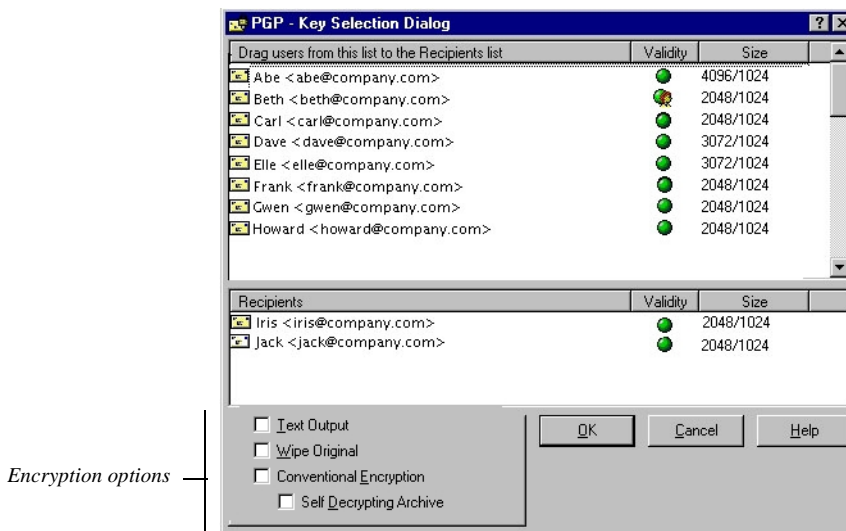 PGP - Key Selection Dialog
Drag users from this list to the Recipients list Validity Size
Abe <abe@company.com> 4096/1024
Beth <beth@company.com> 2048/1024
Carl <carl@company.com> 2048/1024
Dave <dave@company.com> 3072/1024
Elle <elle@company.com> 3072/1024
Frank <frank@company.com> 2048/1024
Gwen <gwen@company.com> 2048/1024
Howard <howard@company.com> 2048/1024
Recipients Validity Size
Iris <iris@company.com> 2048/1024
Jack <jack@company.com> 2048/1024
Text Output
OK Cancel Help
Wipe Original
Encryption options
Conventional Encryption
Self Decrypting Archive